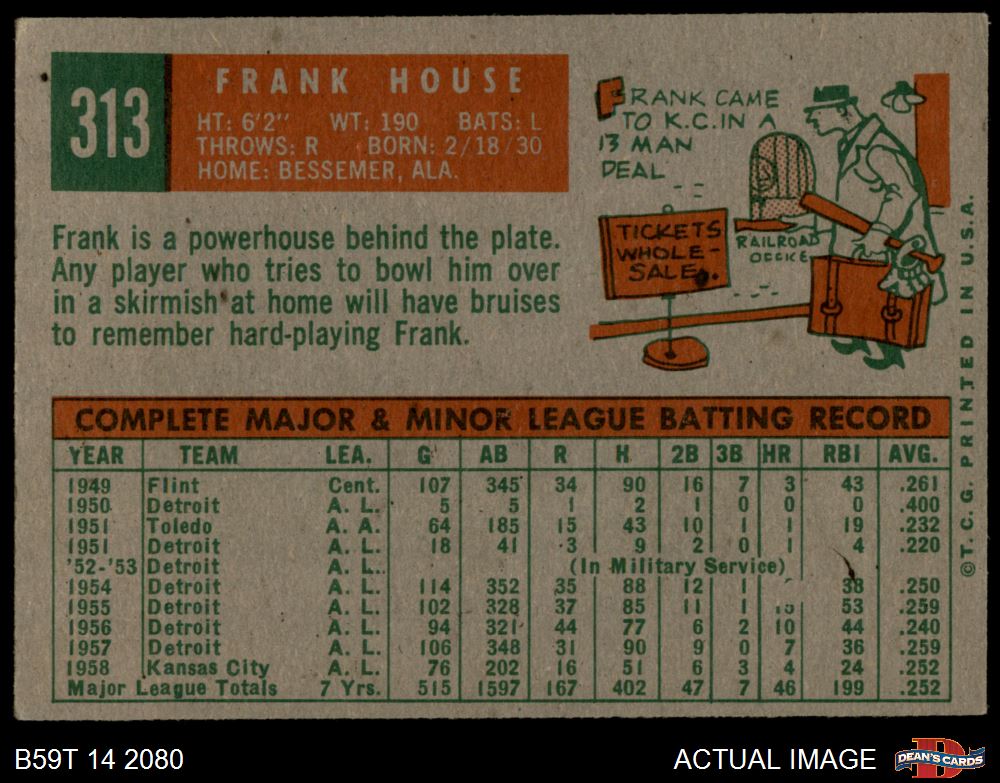 313
FRANK HOUSE
HT: 6'2" WT: 190 BATS: L
THROWS: R BORN: 2/18/30
HOME: BESSEMER, ALA.
FRANK CAME
TO K.C. IN A
13 MAN
DEAL
TICKETS
WHOLE-
SALE.
RAILROAD
OFFICE
Frank is a powerhouse behind the plate.
Any player who tries to bowl him over
in a skirmish at home will have bruises
to remember hard-playing Frank.
COMPLETE MAJOR & MINOR LEAGUE BATTING RECORD
YEAR TEAM LEA. G AB R H 2B 3B HR RBI AVG.
1949 Flint Cent. 107 345 34 90 16 7 3 43 .261
1950 Detroit A. L. 5 5 1 2 1 0 0 0 .400
1951 Toledo A. A. 64 185 15 43 10 1 1 19 .232
1951 Detroit A. L. 18 41 3 9 2 0 1 4 .220
'52-'53 Detroit A. L. (In Military Service)
1954 Detroit A. L. 114 352 35 88 12 1 38 .250
1955 Detroit A. L. 102 328 37 85 11 1 53 .259
1956 Detroit A. L. 94 321 44 77 6 2 10 44 .240
1957 Detroit A. L. 106 348 31 90 9 0 7 36 .259
1958 Kansas City A. L. 76 202 16 51 6 3 4 24 .252
Major League Totals 7 Yrs. 515 1597 167 402 47 7 46 199 .252
©T. C. G. PRINTED IN U.S.A.
B59T 14 2080
ACTUAL IMAGE
DEAN'S CARDS